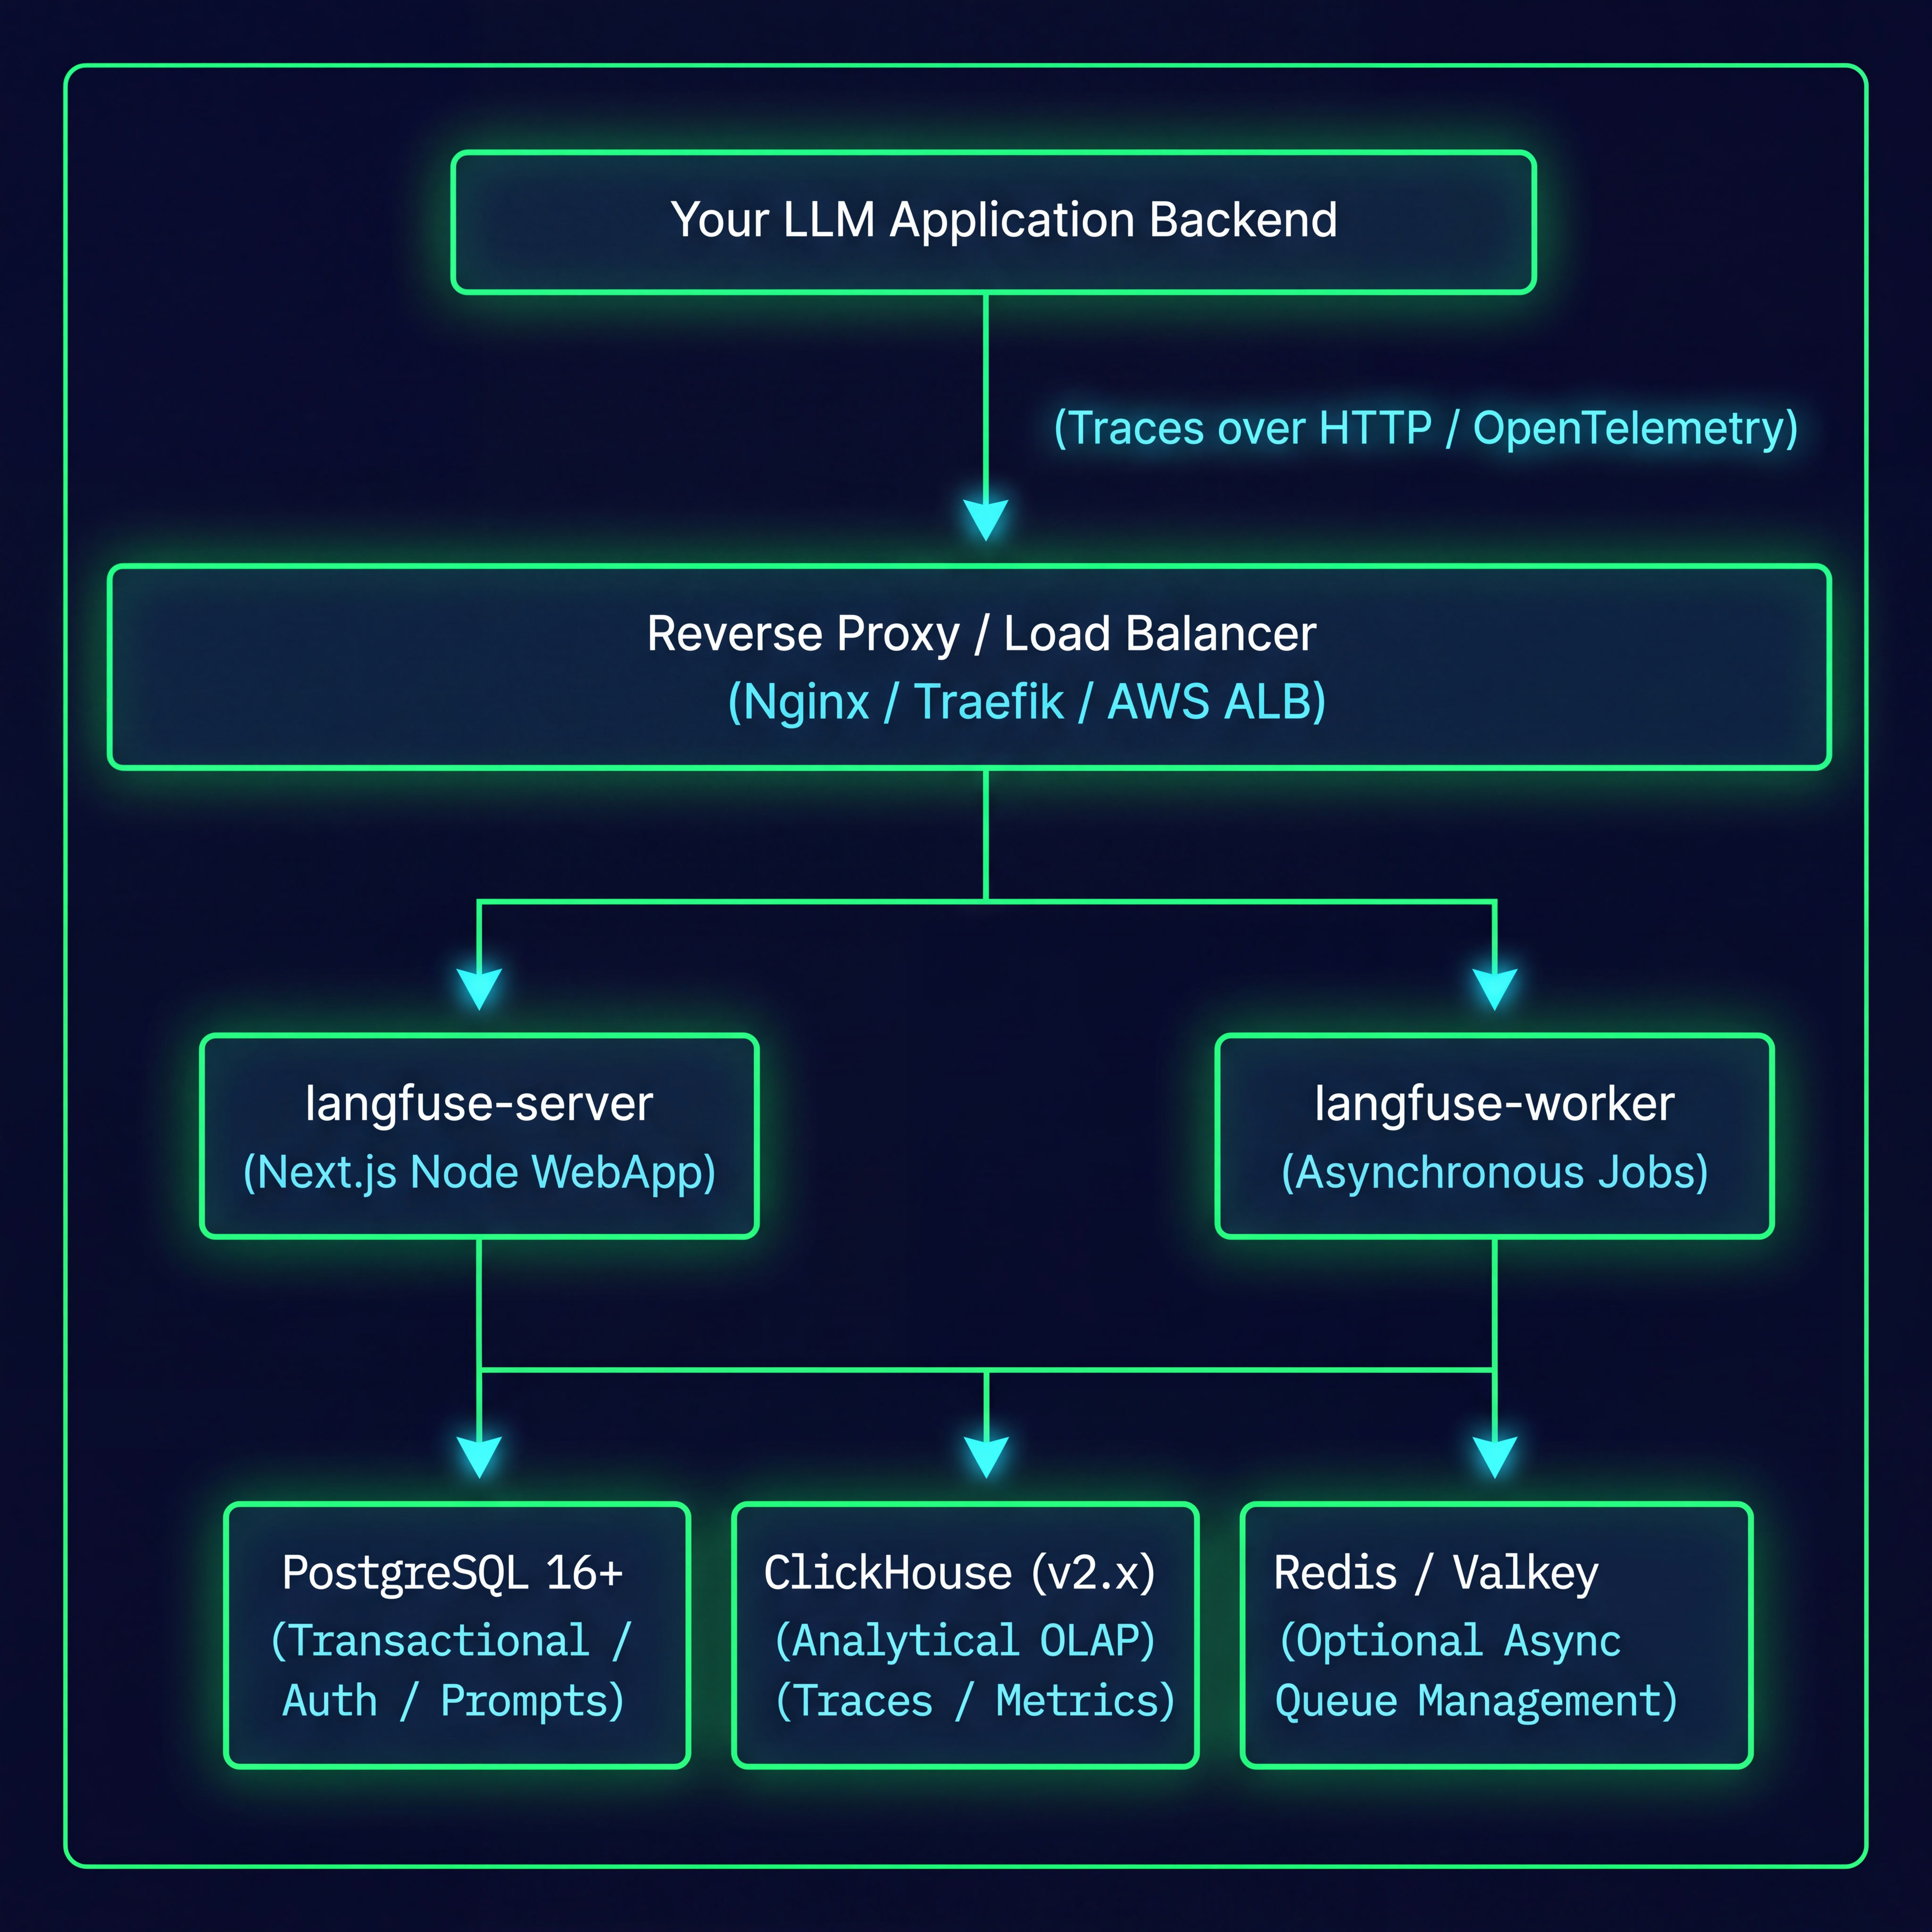 Your LLM Application Backend
(Traces over HTTP / OpenTelemetry)
Reverse Proxy / Load Balancer
(Nginx / Traefik / AWS ALB)
langfuse-server
(Next.js Node WebApp)
langfuse-worker
(Asynchronous Jobs)
PostgreSQL 16+
(Transactional /
Auth / Prompts)
ClickHouse (v2.x)
(Analytical OLAP)
(Traces / Metrics)
Redis / Valkey
(Optional Async
Queue Management)